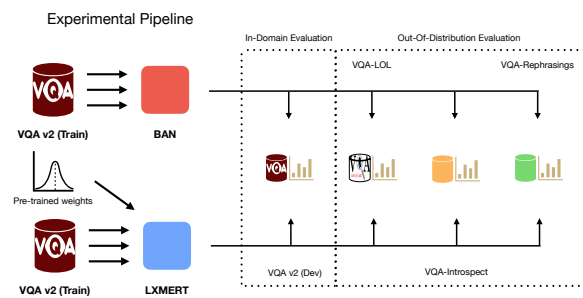 Experimental Pipeline
In-Domain Evaluation
Out-Of-Distribution Evaluation
VQA-LOL
VQA-Rephrasings
VQA
VQA v2 (Train)
BAN
Pre-trained weights
VQA
VQA
VQA v2 (Train)
LXMERT
VQA v2 (Dev)
VQA-Introspect